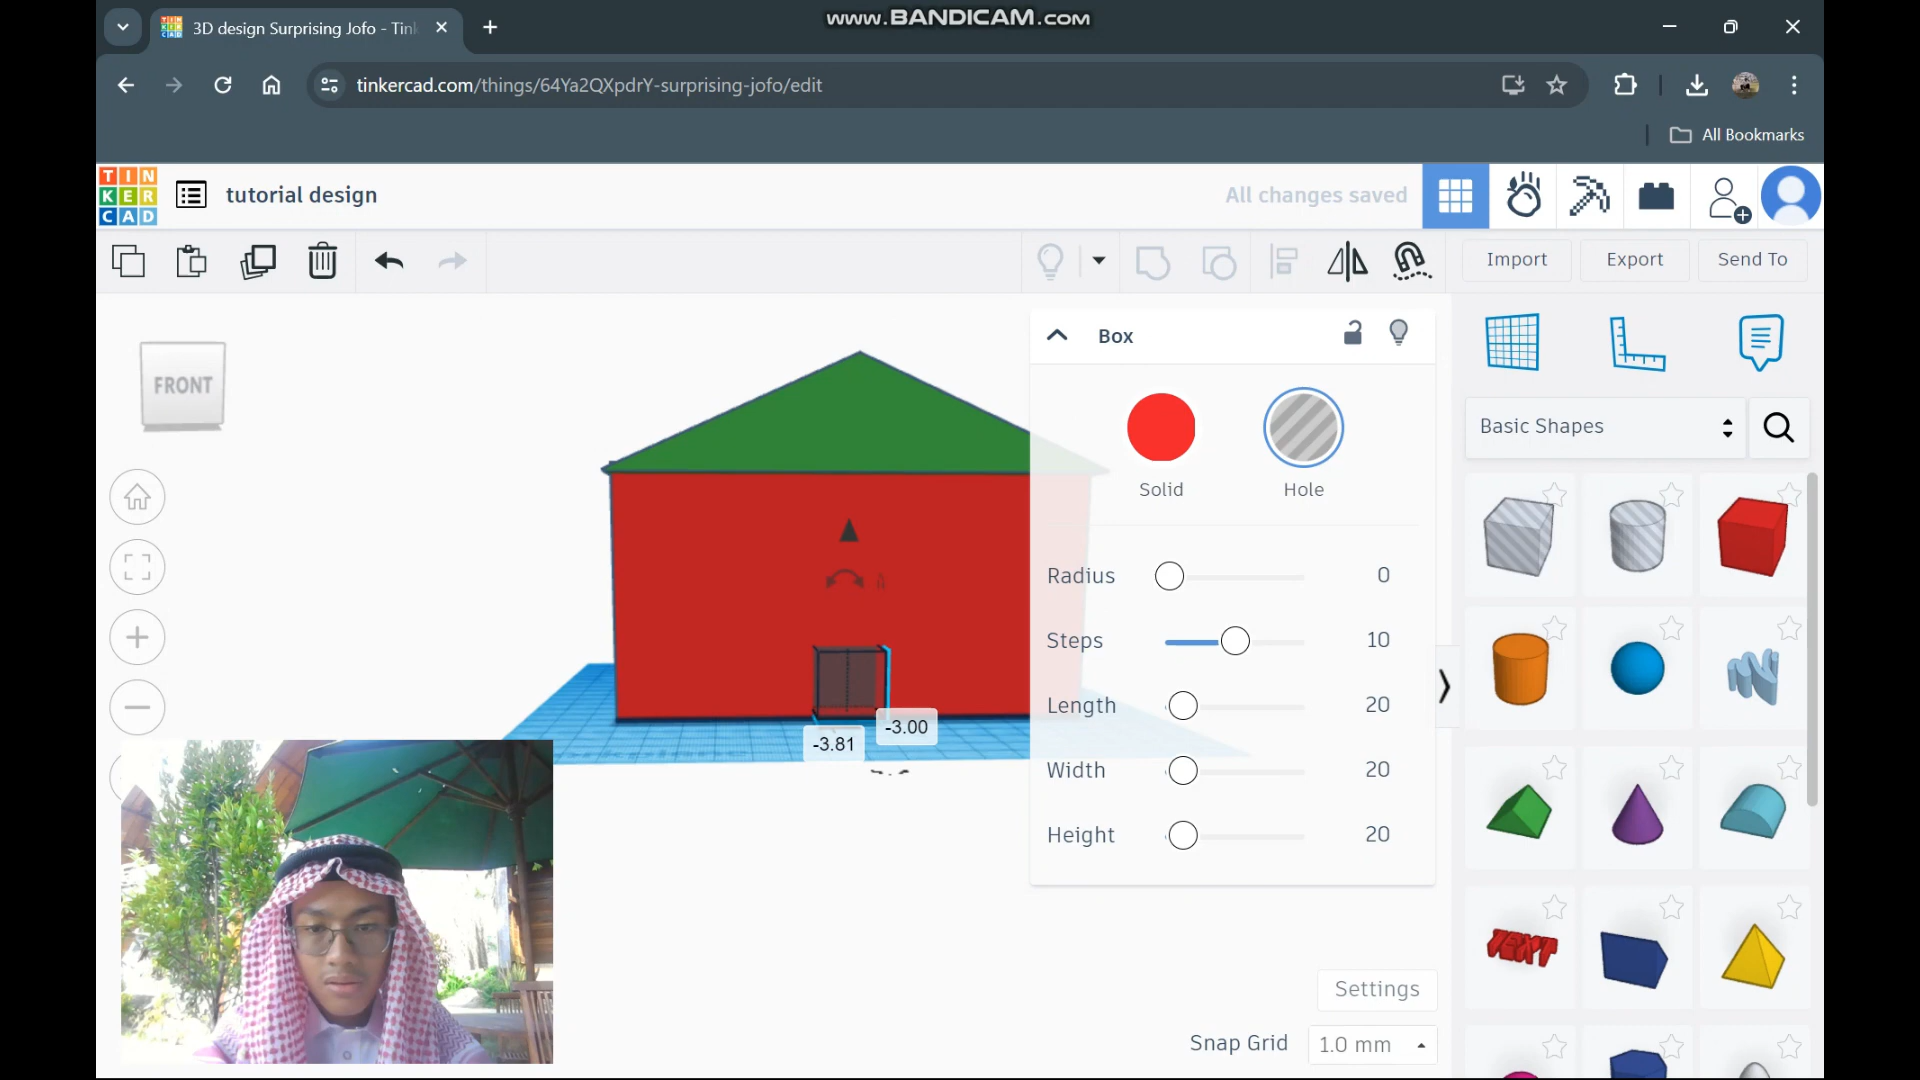 www.BANDICAM.com
3D design Surprising Jofo - Tin
tinkercad.com/things/64Ya2QXpdrY-surprising-jofo/edit
All Bookmarks
TIN
KER
CAD
tutorial design
All changes saved
Import
Export
Send To
FRONT
Box
Solid
Hole
Radius 0
Steps 10
Length 20
Width 20
Height 20
-3.81
-3.00
Basic Shapes
TEXT
Settings
Snap Grid 1.0 mm